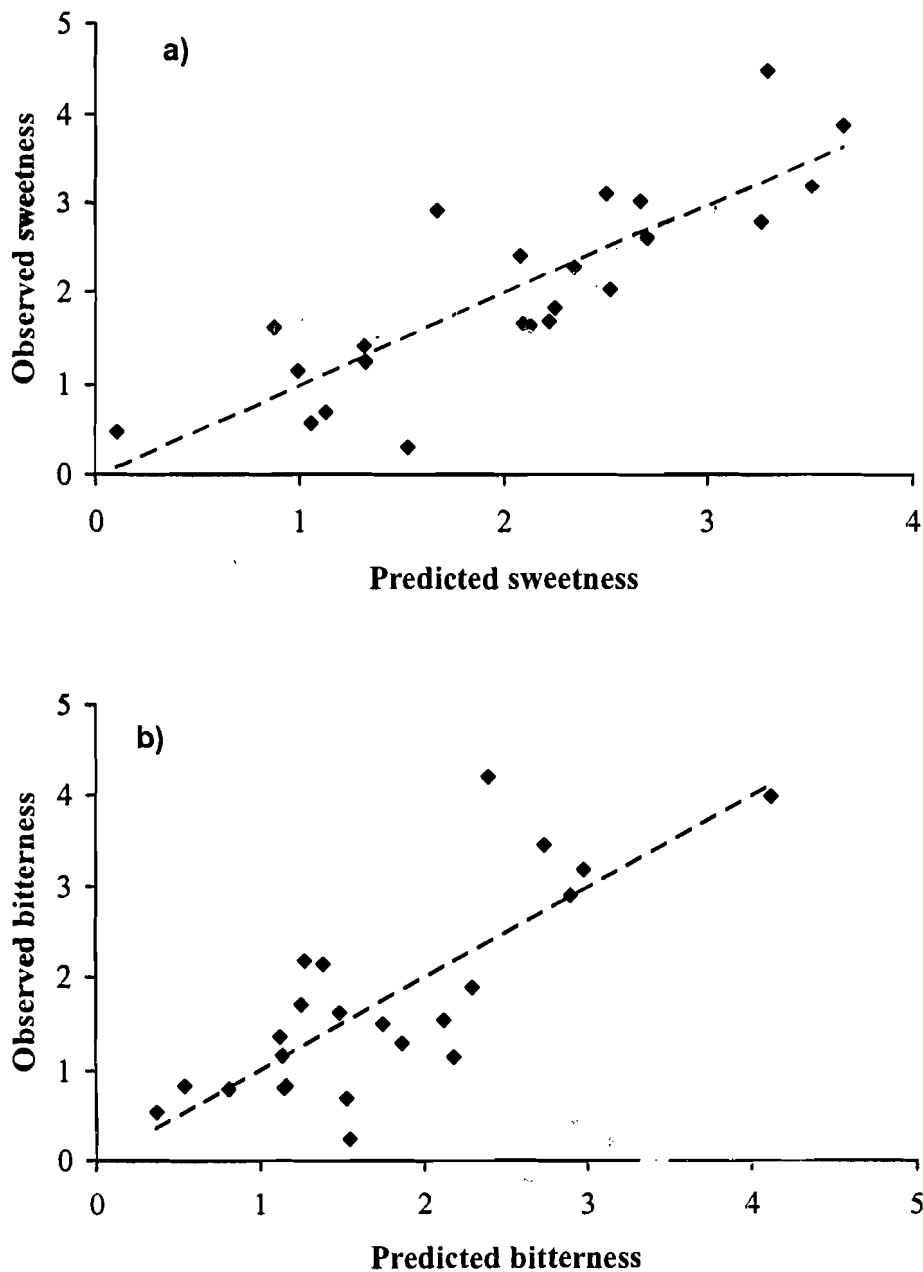 a)
Observed sweetness
5
4
3
2
1
0
0 1 2 3 4
Predicted sweetness
b)
Observed bitterness
5
4
3
2
1
0
0 1 2 3 4 5
Predicted bitterness